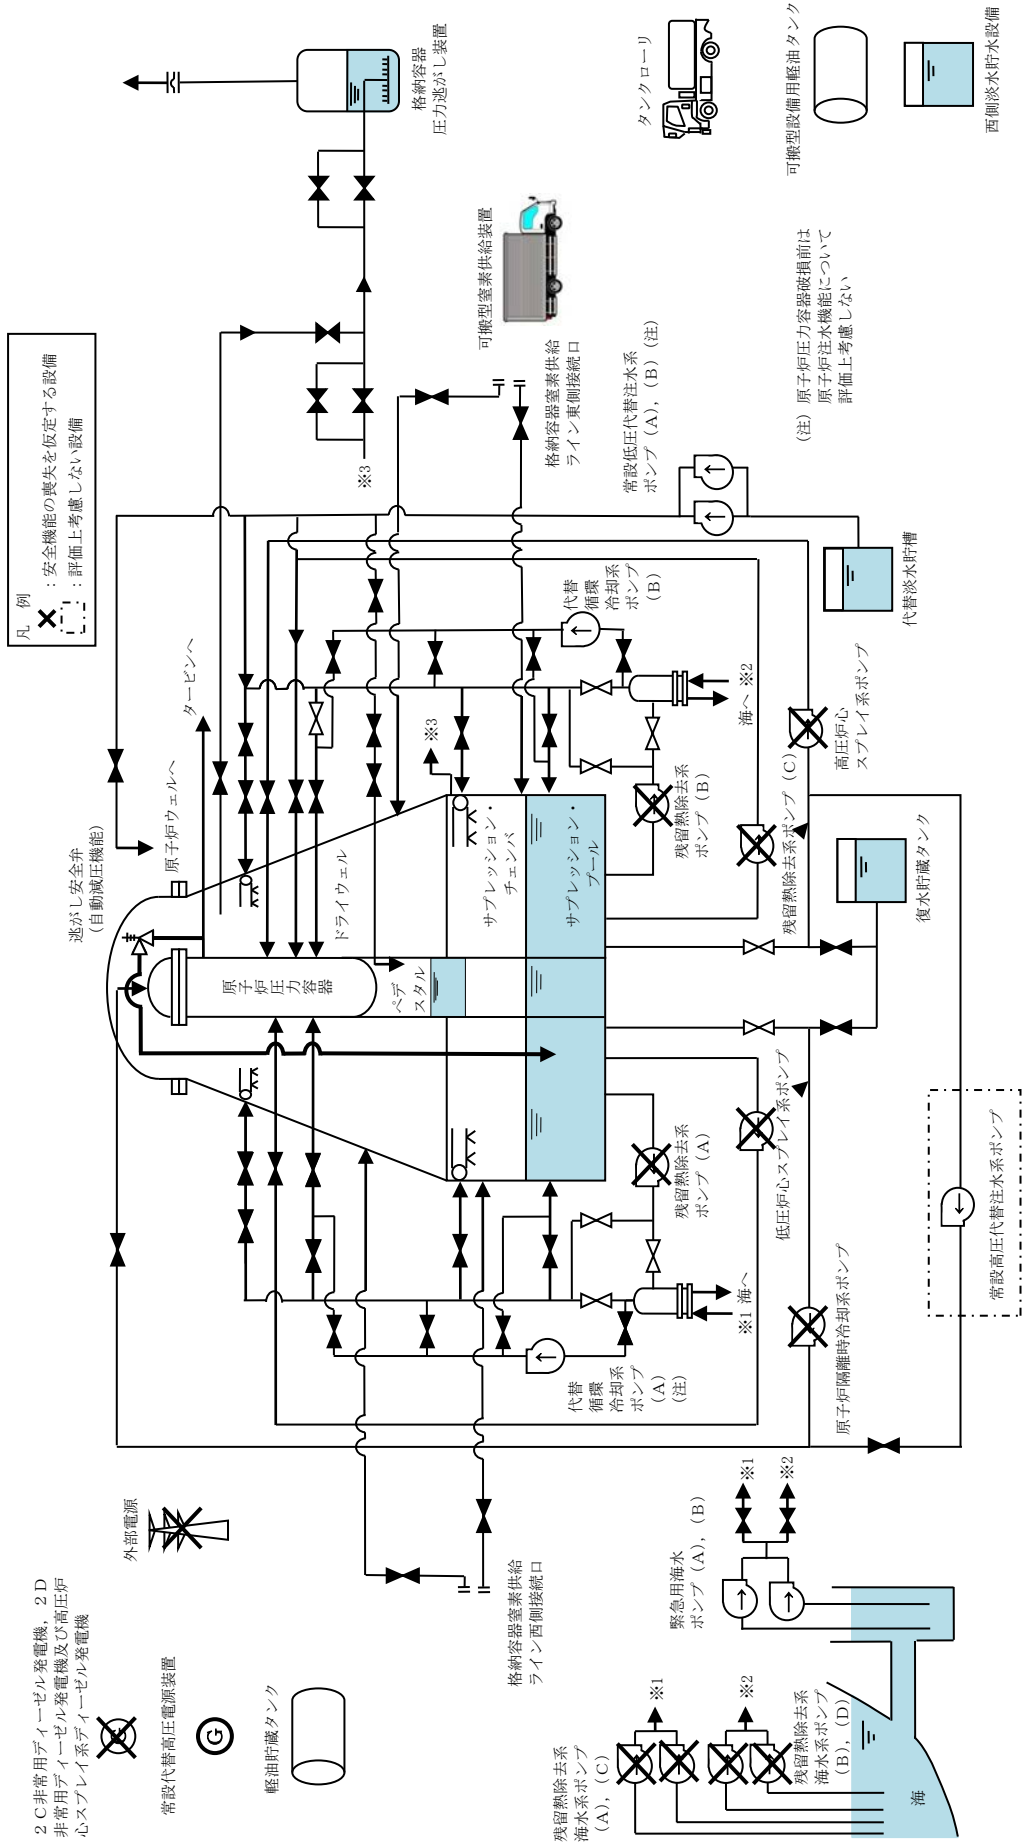 2C非常用ディーゼル発電機，2D
非常用ディーゼル発電機及び高圧炉
心スプレイ系ディーゼル発電機
G
常設代替高圧電源装置
G
軽油貯蔵タンク
外部電源
凡　例
：安全機能の喪失を仮定する設備
：評価上考慮しない設備
逃がし安全弁
（自動減圧機能）
原子炉ウェルへ
タービンへ
原子炉圧力容器
ドライウェル
ペデ
スタル
サプレッション・
チェンバ
サプレッション・
プール
※3
※3
格納容器
圧力逃がし装置
可搬型窒素供給装置
格納容器窒素供給
ライン東側接続口
常設低圧代替注水系
ポンプ（A），（B）（注）
タンクローリ
可搬型設備用軽油タンク
西側淡水貯水設備
（注）原子炉圧力容器破損前は
原子炉注水機能について
評価上考慮しない
代替淡水貯槽
代替
循環
冷却系
ポンプ
（B）
海へ ※2
残留熱除去系
ポンプ（B）
残留熱除去系ポンプ（C）
高圧炉心
スプレイ系ポンプ
復水貯蔵タンク
残留熱除去系
ポンプ（A）
低圧炉心スプレイ系ポンプ
※1 海へ
代替
循環
冷却系
ポンプ
（A）
（注）
原子炉隔離時冷却系ポンプ
常設高圧代替注水系ポンプ
格納容器窒素供給
ライン西側接続口
緊急用海水
ポンプ（A），（B）
※1
※2
残留熱除去系
海水系ポンプ
（A），（C）
※1
※2
残留熱除去系
海水系ポンプ
（B），（D）
海